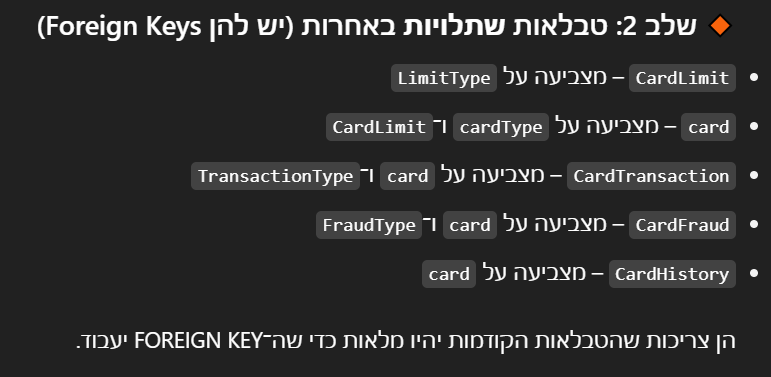 שלב 2: טבלאות שתלויות באחרות (יש להן Foreign Keys)
CardLimit – מצביעה על LimitType
card – מצביעה על cardType ו־CardLimit
CardTransaction – מצביעה על card ו־TransactionType
CardFraud – מצביעה על card ו־FraudType
CardHistory – מצביעה על card
הן צריכות שהטבלאות הקודמות יהיו מלאות כדי שה־FOREIGN KEY יעבוד.